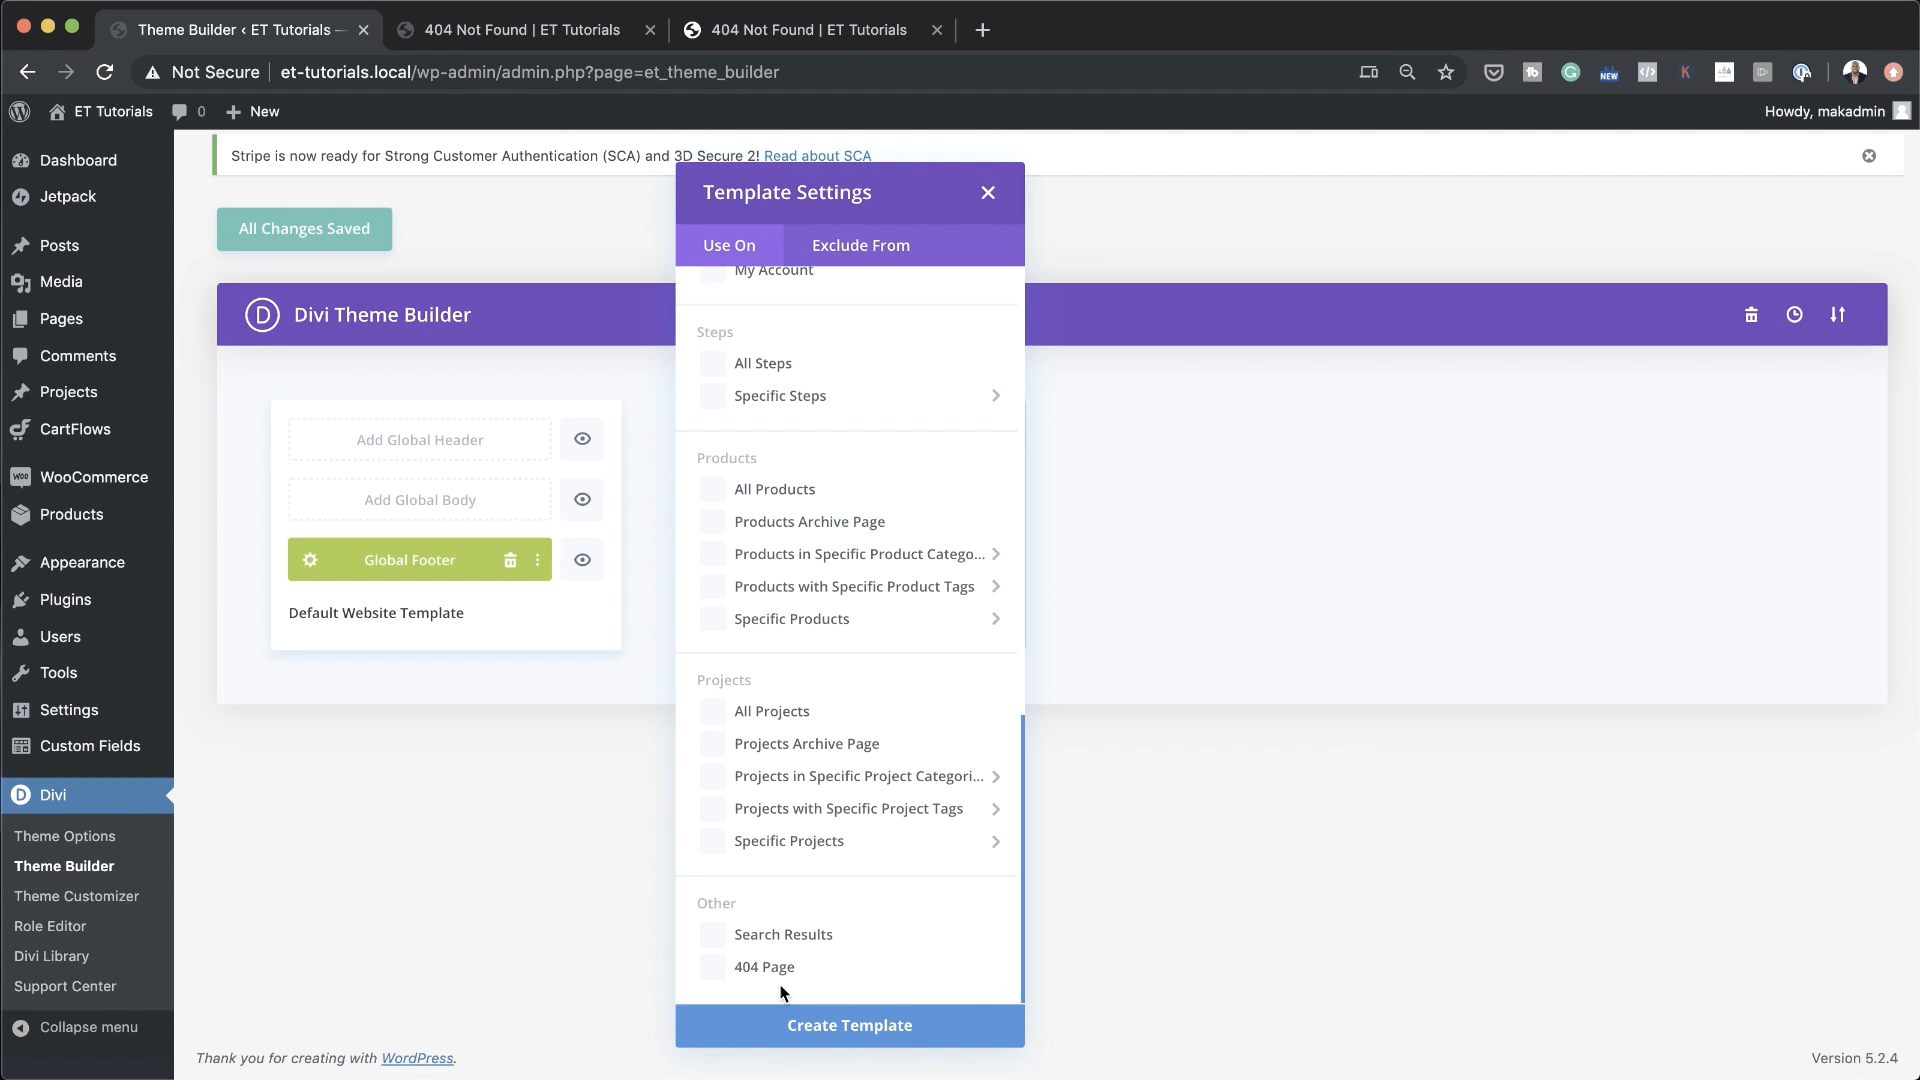 Theme Builder ‹ ET Tutorials —
404 Not Found | ET Tutorials
404 Not Found | ET Tutorials
Not Secure
et-tutorials.local/wp-admin/admin.php?page=et_theme_builder
NEW
K
ET Tutorials
0
New
Howdy, makadmin
Dashboard
Jetpack
Posts
Media
Pages
Comments
Projects
CartFlows
WooCommerce
Products
Appearance
Plugins
Users
Tools
Settings
Custom Fields
Divi
Theme Options
Theme Builder
Theme Customizer
Role Editor
Divi Library
Support Center
Collapse menu
Stripe is now ready for Strong Customer Authentication (SCA) and 3D Secure 2! Read about SCA
All Changes Saved
D Divi Theme Builder
Add Global Header
Add Global Body
Global Footer
Default Website Template
Template Settings
Use On
Exclude From
My Account
Steps
All Steps
Specific Steps
Products
All Products
Products Archive Page
Products in Specific Product Catego...
Products with Specific Product Tags
Specific Products
Projects
All Projects
Projects Archive Page
Projects in Specific Project Categori...
Projects with Specific Project Tags
Specific Projects
Other
Search Results
404 Page
Create Template
Thank you for creating with WordPress.
Version 5.2.4